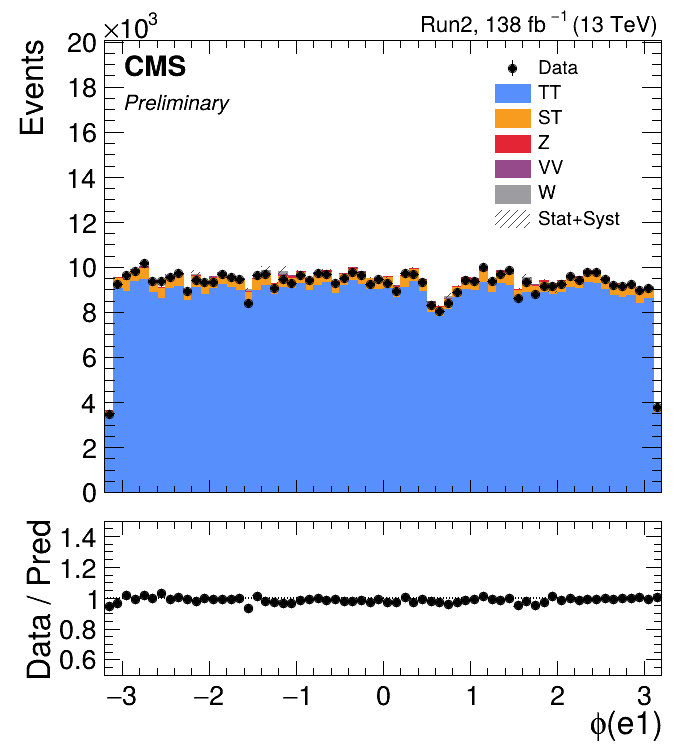 ×10³
Run2, 138 fb⁻¹ (13 TeV)
Events
20
18
16
14
12
10
8
6
4
2
0
CMS
Preliminary
Data
TT
ST
Z
VV
W
Stat+Syst
Data / Pred
1.4
1.2
1
0.8
0.6
−3 −2 −1 0 1 2 3
ϕ(e1)